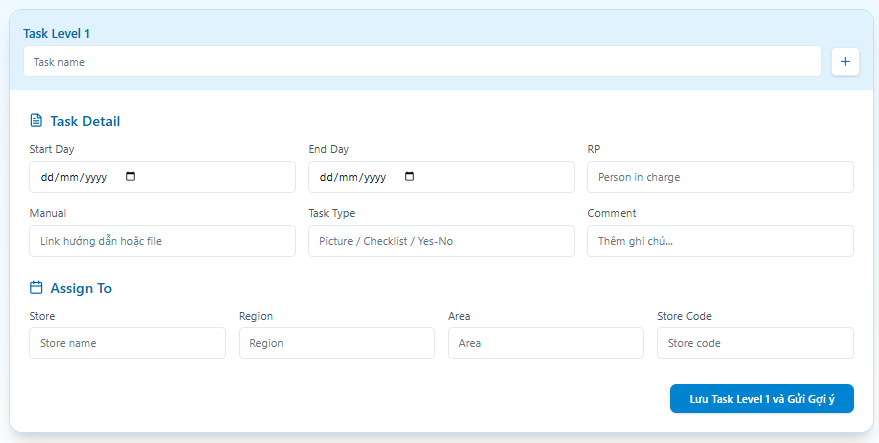 Task Level 1
Task name
+
Task Detail
Start Day End Day RP
dd/mm/yyyy dd/mm/yyyy Person in charge
Manual Task Type Comment
Link hướng dẫn hoặc file Picture / Checklist / Yes-No Thêm ghi chú...
Assign To
Store Region Area Store Code
Store name Region Area Store code
Lưu Task Level 1 và Gửi Gợi ý